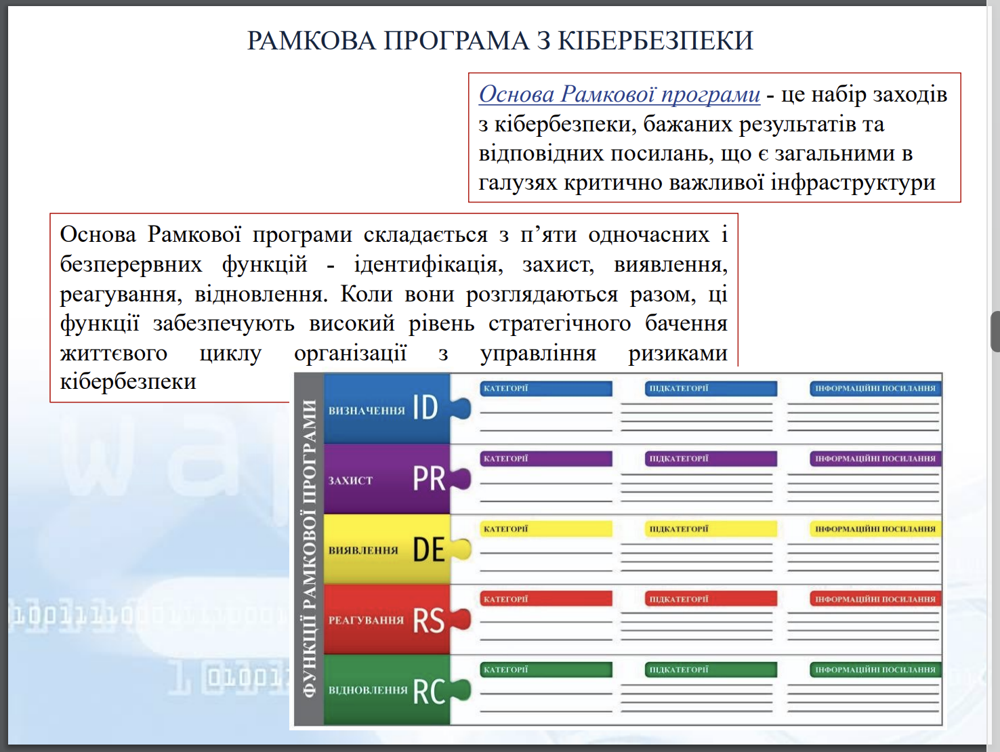 РАМКОВА ПРОГРАМА З КІБЕРБЕЗПЕКИ
Основа Рамкової програми - це набір заходів
з кібербезпеки, бажаних результатів та
відповідних посилань, що є загальними в
галузях критично важливої інфраструктури
Основа Рамкової програми складається з п’яти одночасних і
безперервних функцій - ідентифікація, захист, виявлення,
реагування, відновлення. Коли вони розглядаються разом, ці
функції забезпечують високий рівень стратегічного бачення
життєвого циклу організації з управління ризиками
кібербезпеки
ФУНКЦІЇ РАМКОВОЇ ПРОГРАМИ
ВИЗНАЧЕННЯ ID
КАТЕГОРІЇ
ПІДКАТЕГОРІЇ
ІНФОРМАЦІЙНІ ПОСИЛАННЯ
ЗАХИСТ PR
КАТЕГОРІЇ
ПІДКАТЕГОРІЇ
ІНФОРМАЦІЙНІ ПОСИЛАННЯ
ВИЯВЛЕННЯ DE
КАТЕГОРІЇ
ПІДКАТЕГОРІЇ
ІНФОРМАЦІЙНІ ПОСИЛАННЯ
РЕАГУВАННЯ RS
КАТЕГОРІЇ
ПІДКАТЕГОРІЇ
ІНФОРМАЦІЙНІ ПОСИЛАННЯ
ВІДНОВЛЕННЯ RC
КАТЕГОРІЇ
ПІДКАТЕГОРІЇ
ІНФОРМАЦІЙНІ ПОСИЛАННЯ